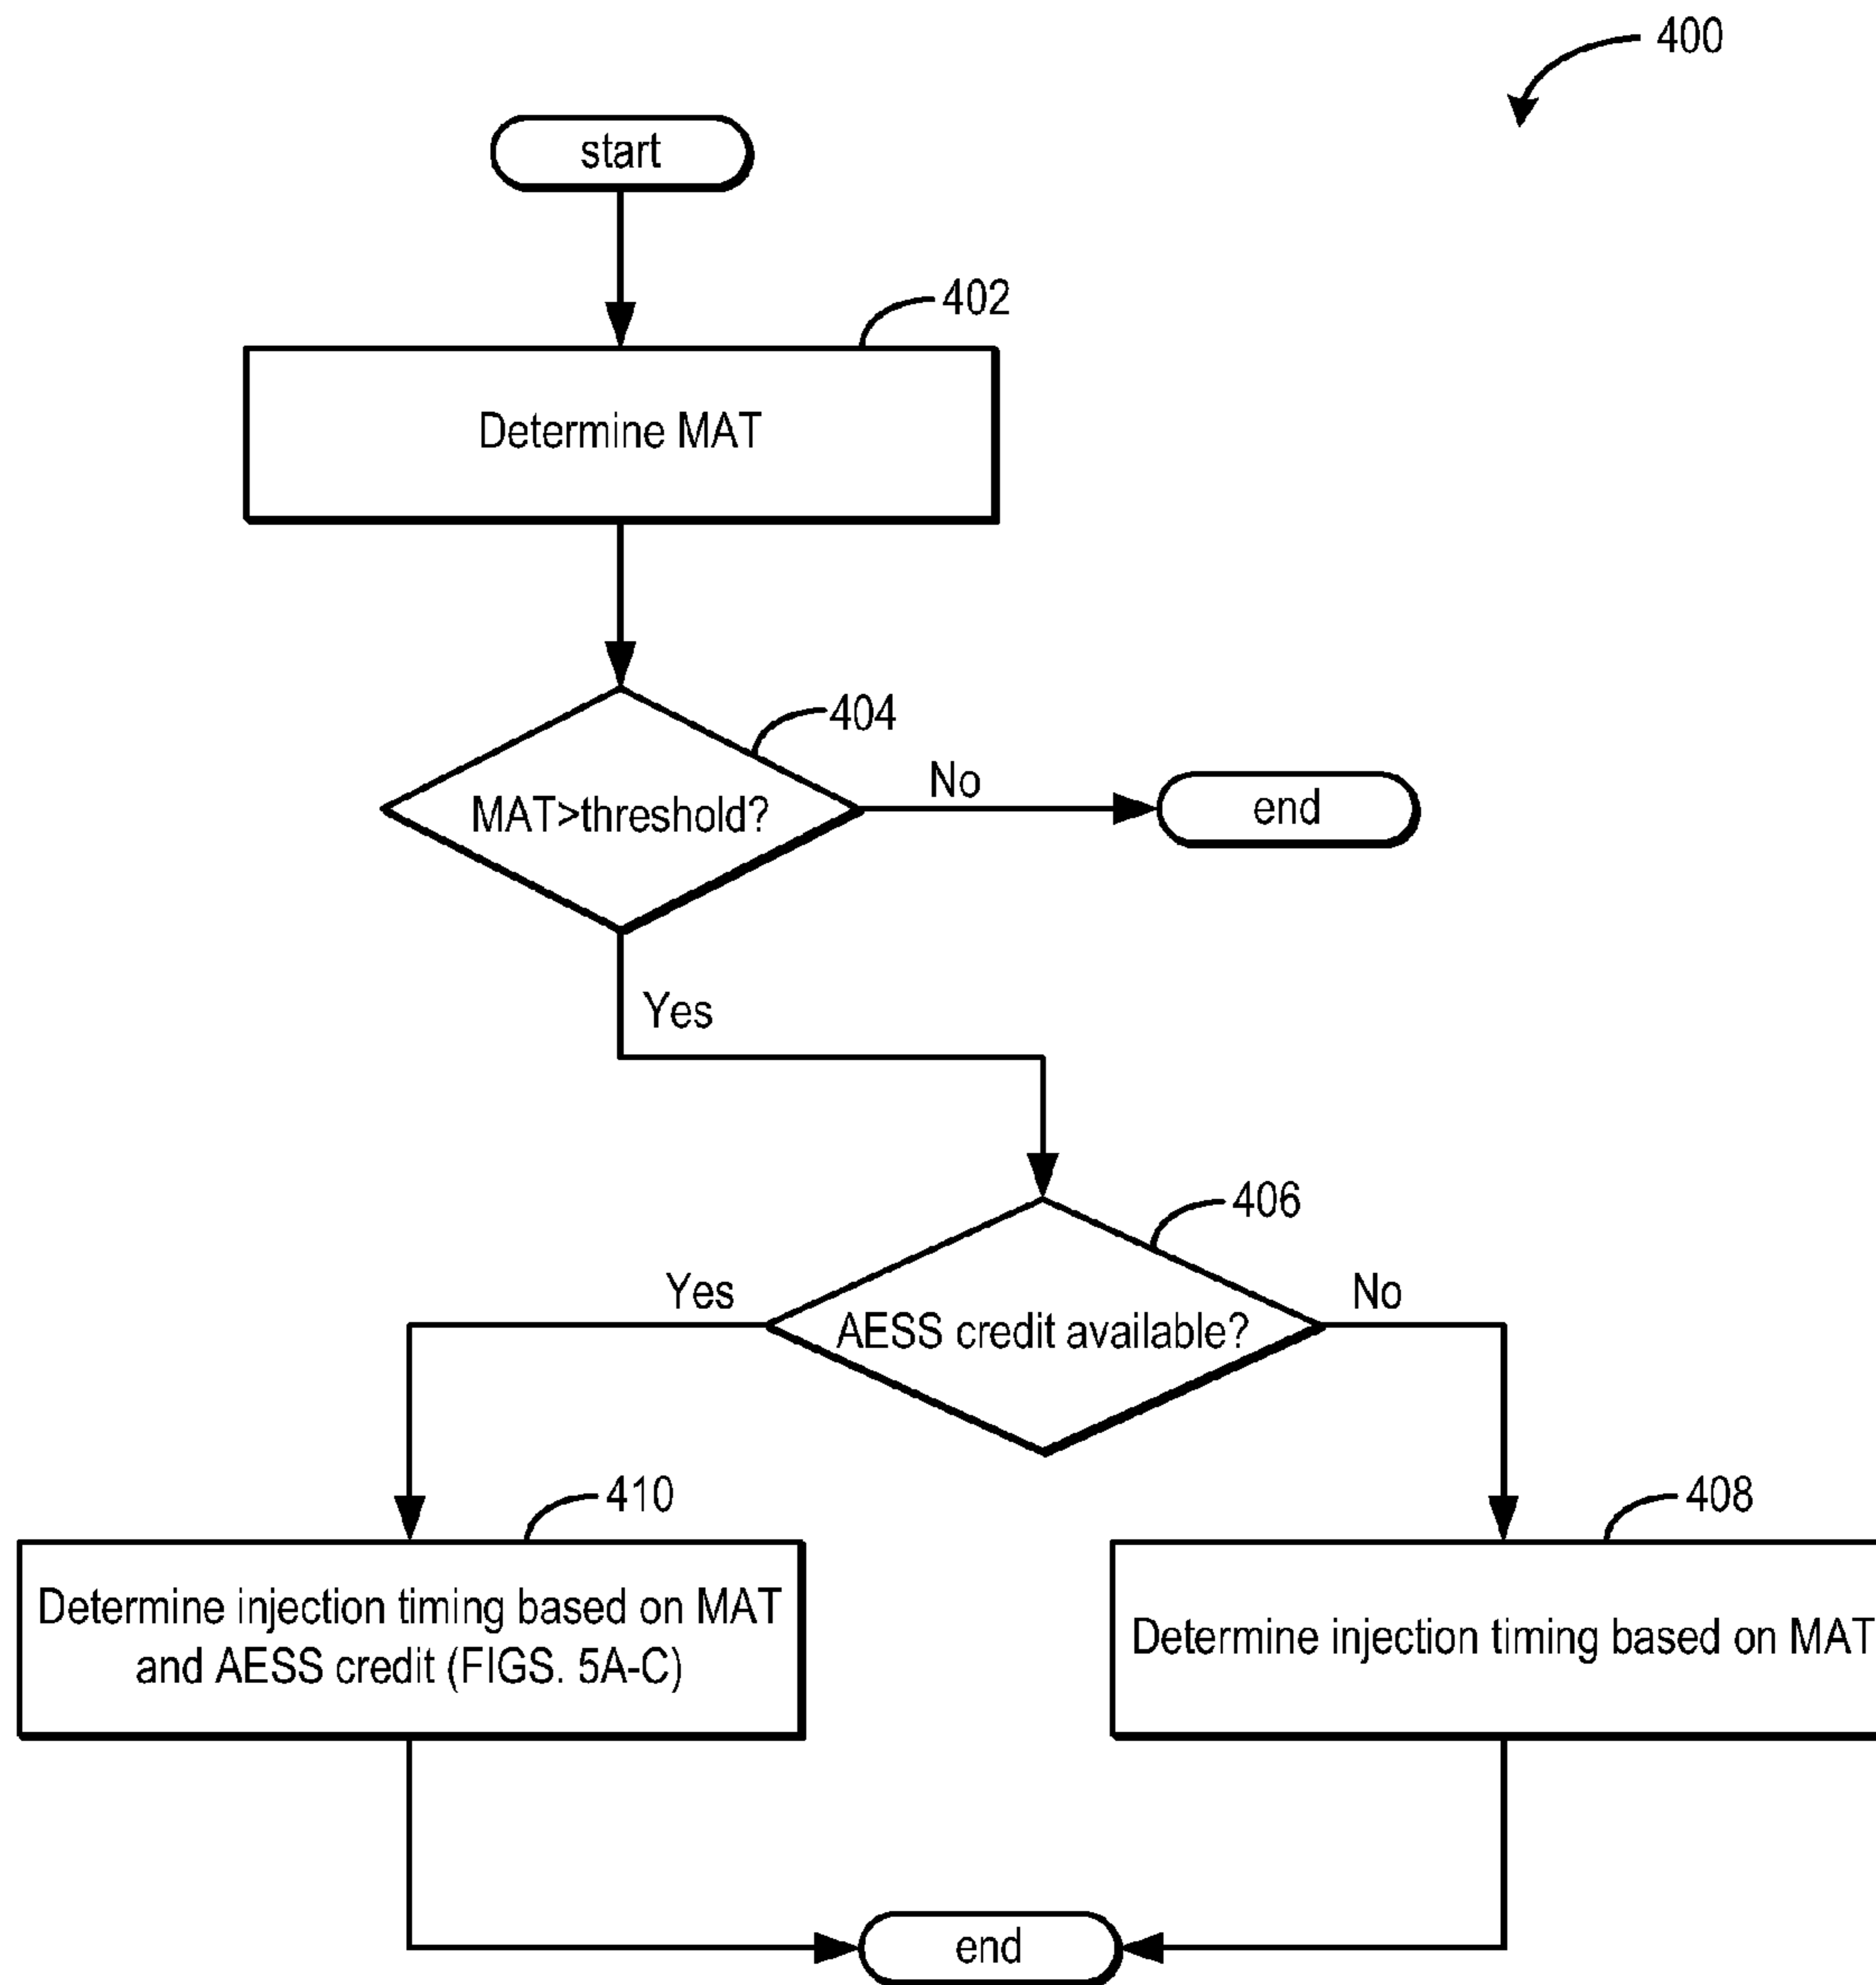 400
start
402
Determine MAT
404
MAT>threshold?
No
end
Yes
406
Yes
AESS credit available?
No
410
408
Determine injection timing based on MAT
and AESS credit (FIGS. 5A-C)
Determine injection timing based on MAT
end